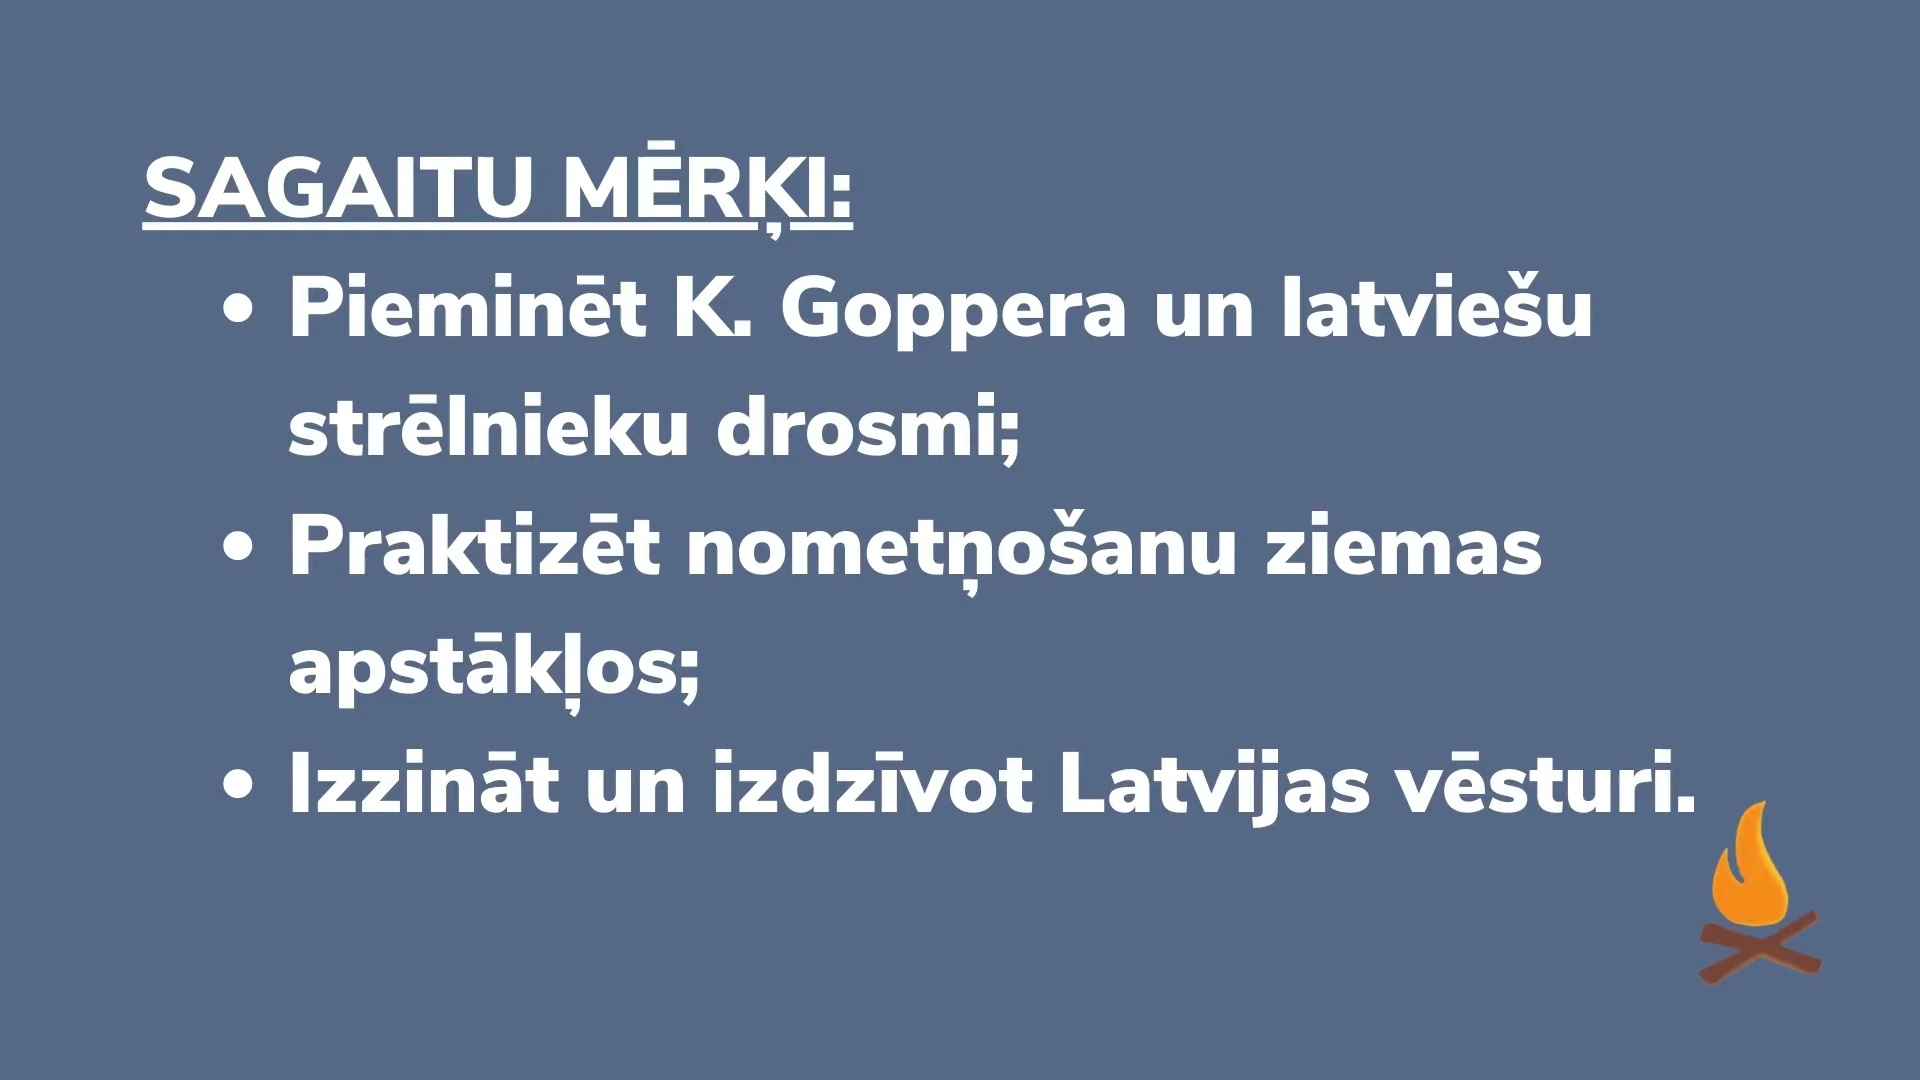 SAGAITU MĒRĶI:
• Pieminēt K. Goppera un latviešu
strēlnieku drosmi;
• Praktizēt nometņošanu ziemas
apstākļos;
• Izzināt un izdzīvot Latvijas vēsturi.